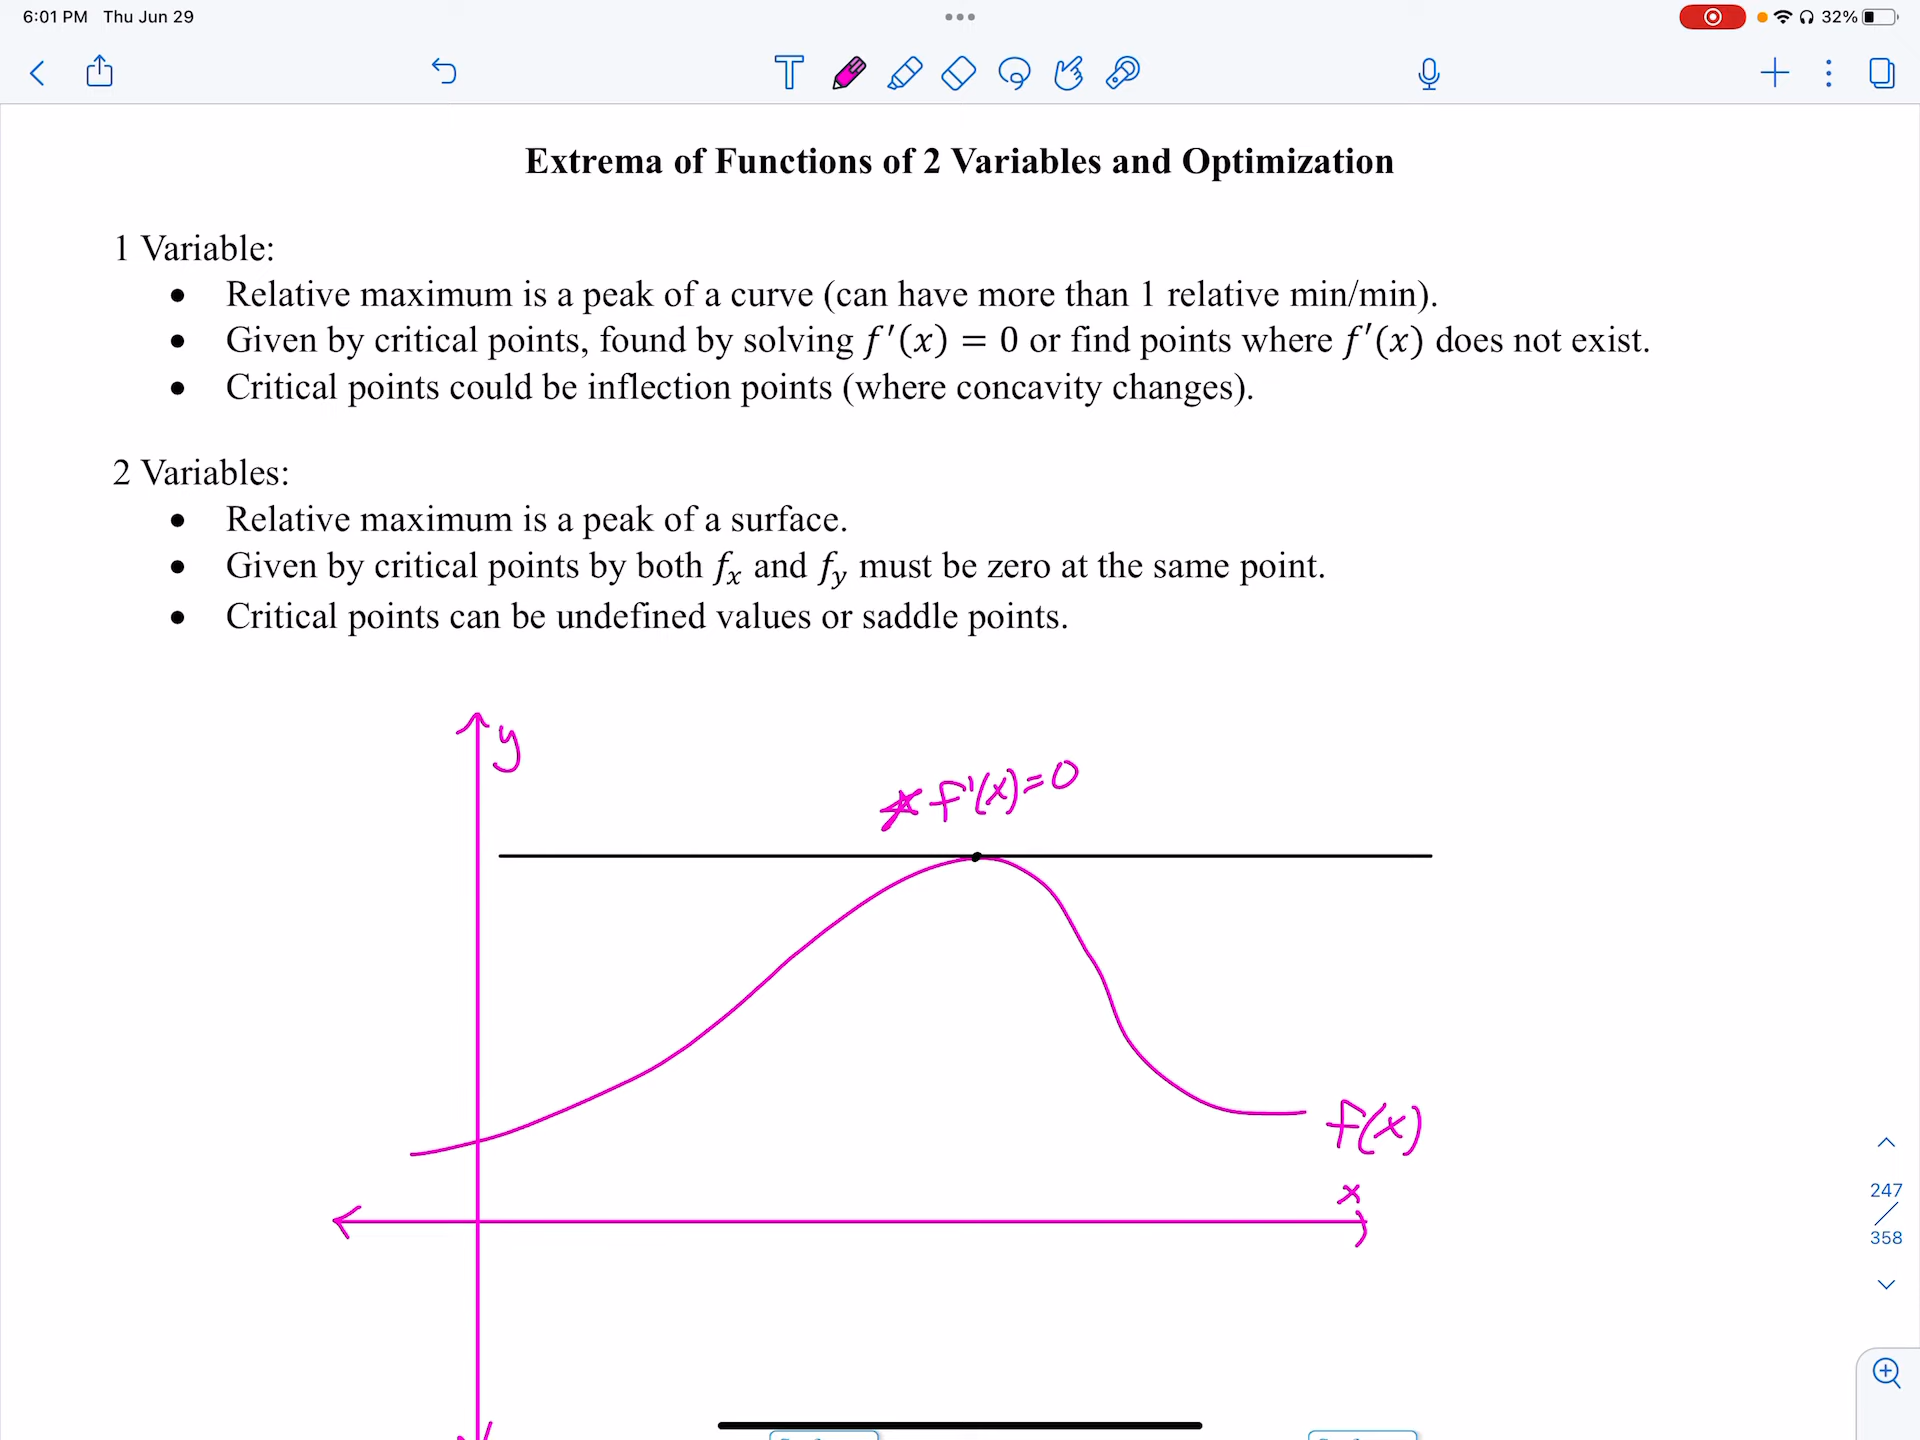 6:01 PM Thu Jun 29
32%
Extrema of Functions of 2 Variables and Optimization
1 Variable:
• Relative maximum is a peak of a curve (can have more than 1 relative min/min).
• Given by critical points, found by solving f′(x) = 0 or find points where f′(x) does not exist.
• Critical points could be inflection points (where concavity changes).
2 Variables:
• Relative maximum is a peak of a surface.
• Given by critical points by both fₓ and f_y must be zero at the same point.
• Critical points can be undefined values or saddle points.
y
* f'(x)=0
f(x)
x
247
/
358